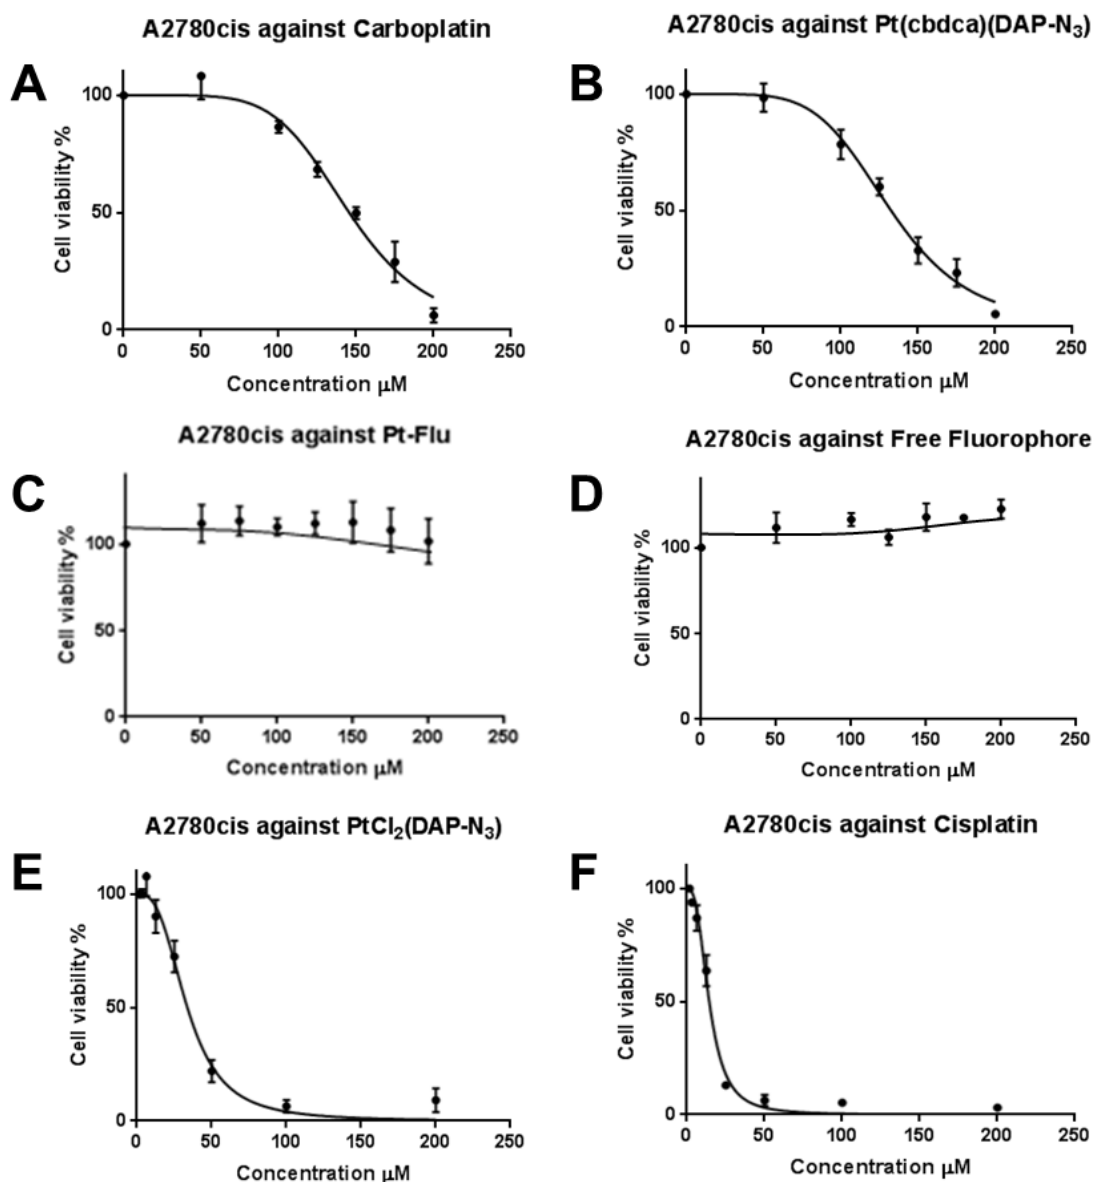 A2780cis against Carboplatin
A
Cell viability %
100
50
0
0 50 100 150 200 250
Concentration μM
A2780cis against Pt(cbdca)(DAP-N₃)
B
Cell viability %
100
50
0
0 50 100 150 200 250
Concentration μM
A2780cis against Pt-Flu
C
Cell viability %
100
50
0
0 50 100 150 200 250
Concentration μM
A2780cis against Free Fluorophore
D
Cell viability %
100
50
0
0 50 100 150 200 250
Concentration μM
A2780cis against PtCl₂(DAP-N₃)
E
Cell viability %
100
50
0
0 50 100 150 200 250
Concentration μM
A2780cis against Cisplatin
F
Cell viability %
100
50
0
0 50 100 150 200 250
Concentration μM